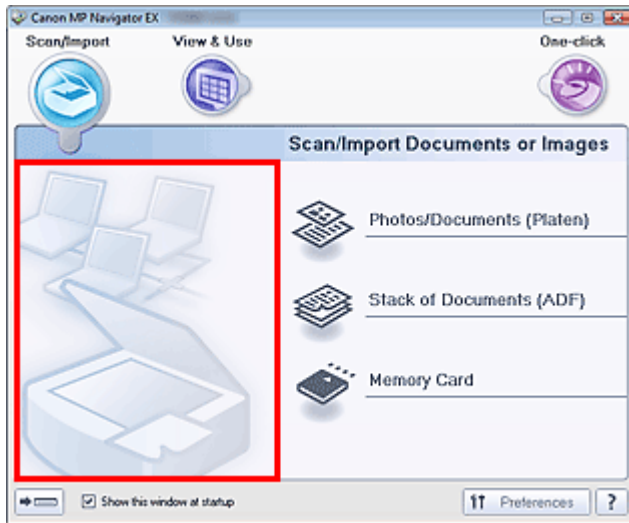 Canon MP Navigator EX
Scan/Import
View & Use
One-click
Scan/Import Documents or Images
Photos/Documents (Platen)
Stack of Documents (ADF)
Memory Card
Show this window at startup
Preferences
?